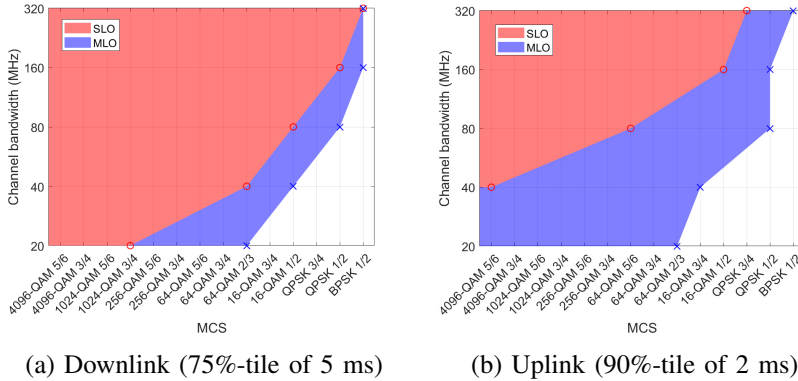 320
160
80
40
20
Channel bandwidth (MHz)
SLO
MLO
4096-QAM 5/6
4096-QAM 3/4
1024-QAM 5/6
1024-QAM 3/4
256-QAM 5/6
256-QAM 3/4
64-QAM 5/6
64-QAM 3/4
64-QAM 2/3
16-QAM 3/4
16-QAM 1/2
QPSK 3/4
QPSK 1/2
BPSK 1/2
MCS
(a) Downlink (75%-tile of 5 ms)
320
160
80
40
20
Channel bandwidth (MHz)
SLO
MLO
4096-QAM 5/6
4096-QAM 3/4
1024-QAM 5/6
1024-QAM 3/4
256-QAM 5/6
256-QAM 3/4
64-QAM 5/6
64-QAM 3/4
64-QAM 2/3
16-QAM 3/4
16-QAM 1/2
QPSK 3/4
QPSK 1/2
BPSK 1/2
MCS
(b) Uplink (90%-tile of 2 ms)